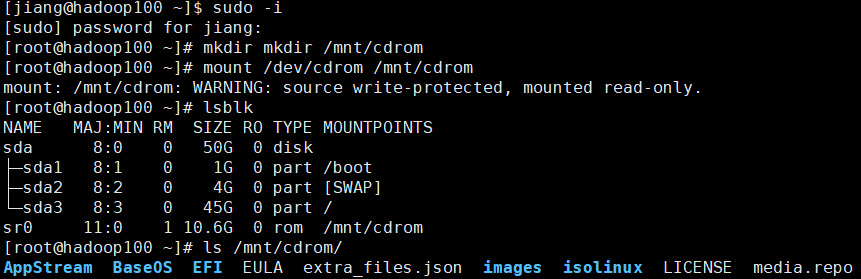 [jiang@hadoop100 ~]$ sudo -i
[sudo] password for jiang:
[root@hadoop100 ~]# mkdir mkdir /mnt/cdrom
[root@hadoop100 ~]# mount /dev/cdrom /mnt/cdrom
mount: /mnt/cdrom: WARNING: source write-protected, mounted read-only.
[root@hadoop100 ~]# lsblk
NAME   MAJ:MIN RM  SIZE RO TYPE MOUNTPOINTS
sda      8:0    0   50G  0 disk
├─sda1   8:1    0    1G  0 part /boot
├─sda2   8:2    0    4G  0 part [SWAP]
└─sda3   8:3    0   45G  0 part /
sr0     11:0    1 10.6G  0 rom  /mnt/cdrom
[root@hadoop100 ~]# ls /mnt/cdrom/
AppStream  BaseOS  EFI  EULA  extra_files.json  images  isolinux  LICENSE  media.repo